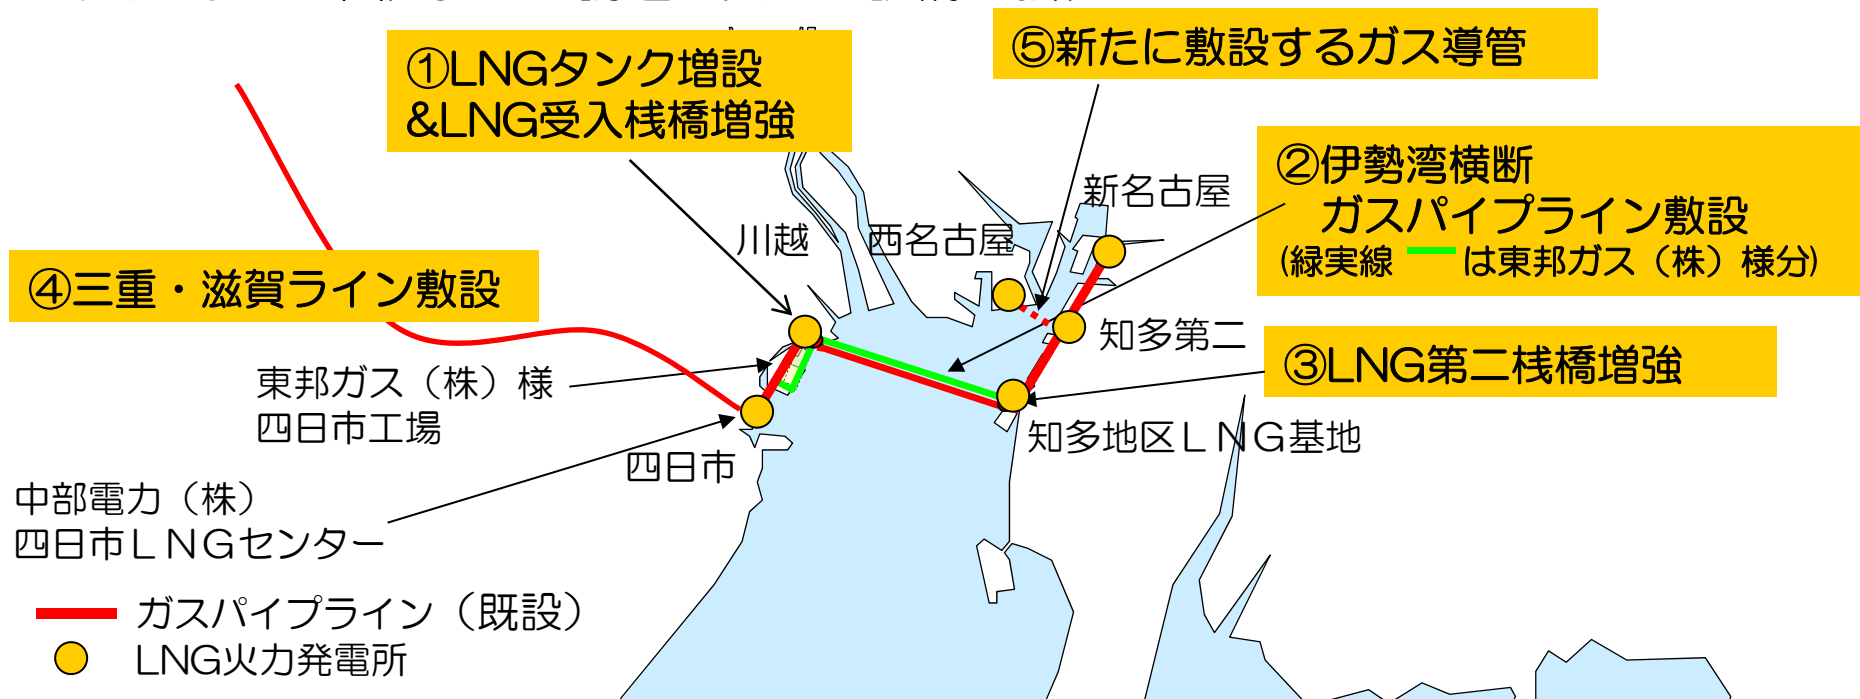 ①LNGタンク増設
&LNG受入桟橋増強
⑤新たに敷設するガス導管
②伊勢湾横断
ガスパイプライン敷設
(緑実線 は東邦ガス（株）様分)
新名古屋
川越
西名古屋
④三重・滋賀ライン敷設
知多第二
③LNG第二桟橋増強
東邦ガス（株）様
四日市工場
知多地区ＬＮＧ基地
四日市
中部電力（株）
四日市ＬＮＧセンター
ガスパイプライン（既設）
LNG火力発電所